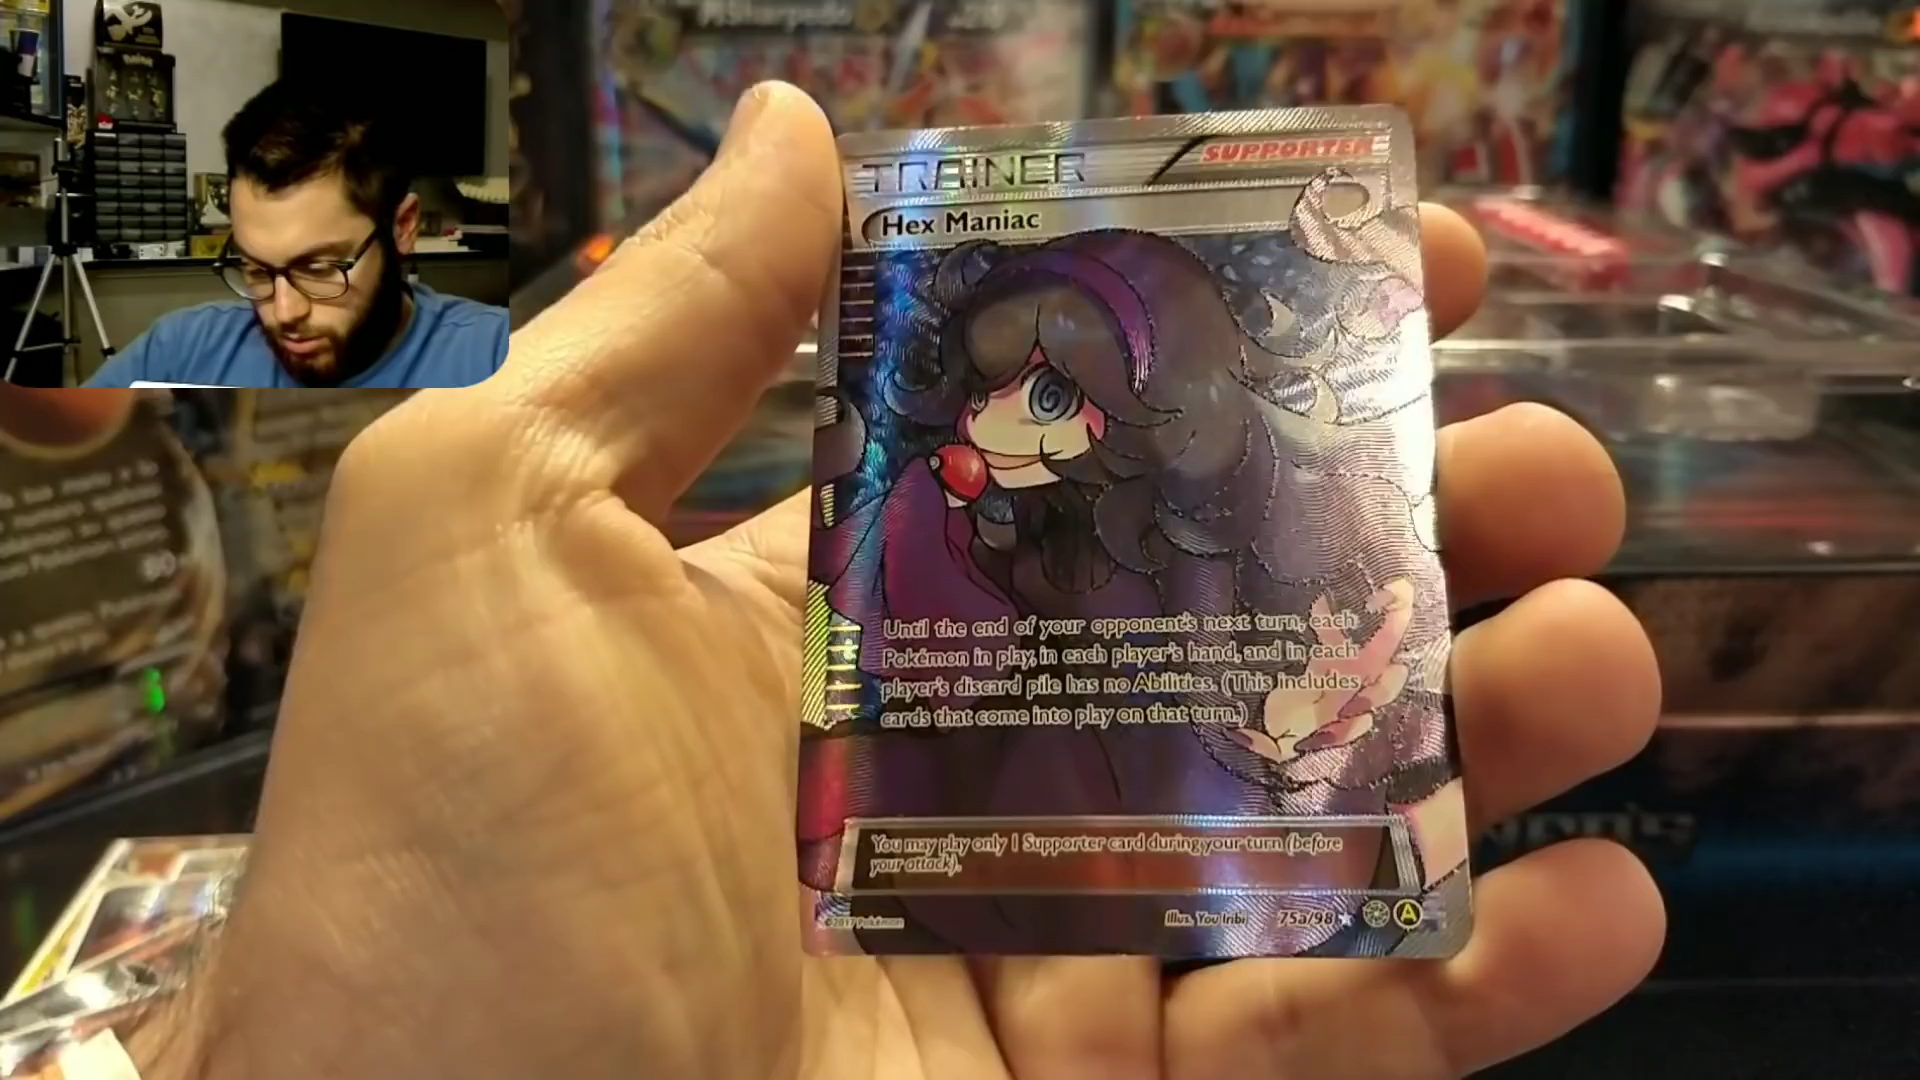 M Sharpedo
TRAINER
SUPPORTER
Hex Maniac
Until the end of your opponent's next turn, each
Pokémon in play, in each player's hand, and in each
player's discard pile has no Abilities. (This includes
cards that come into play on that turn.)
You may play only 1 Supporter card during your turn (before
your attack).
©2017 Pokémon
Illus. You Iribi
75a/98
A